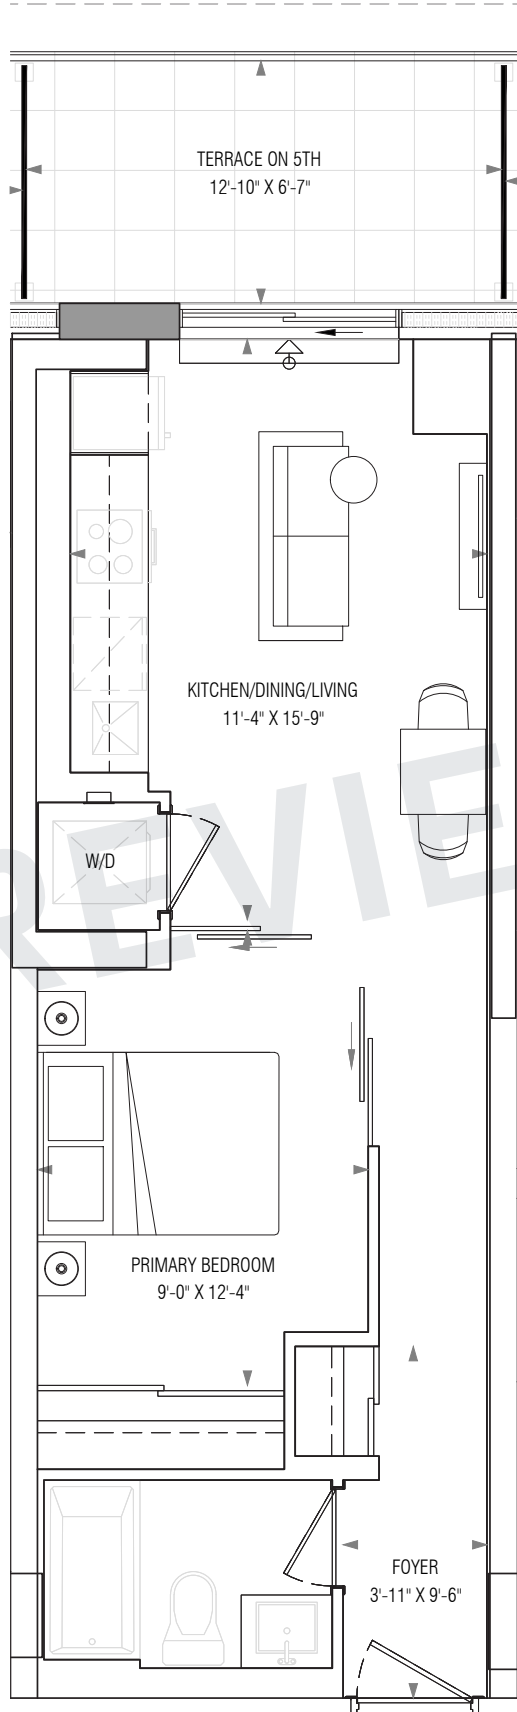 TERRACE ON 5TH
12'-10" X 6'-7"
KITCHEN/DINING/LIVING
11'-4" X 15'-9"
W/D
REVIE
PRIMARY BEDROOM
9'-0" X 12'-4"
FOYER
3'-11" X 9'-6"